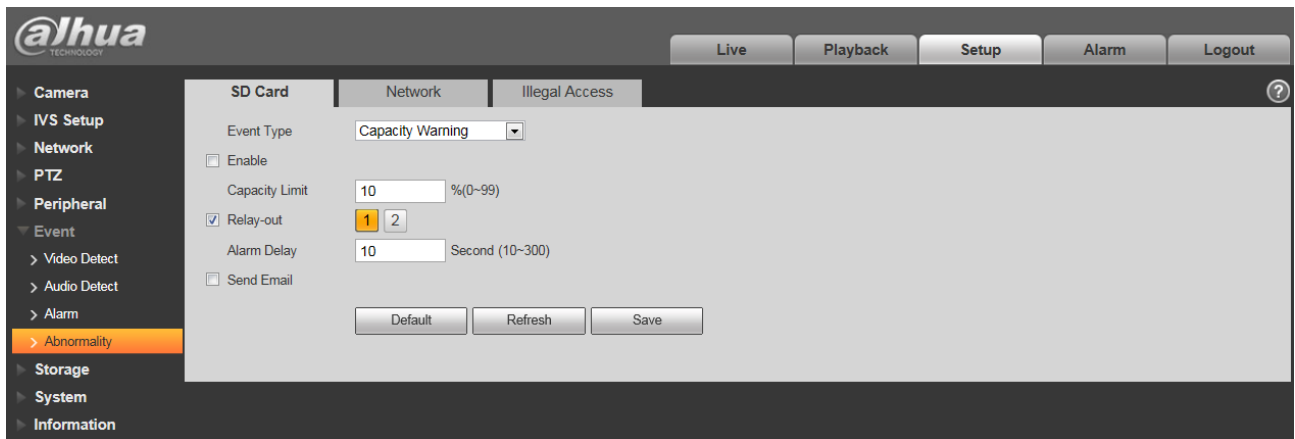 alhua
TECHNOLOGY
Live Playback Setup Alarm Logout
Camera
IVS Setup
Network
PTZ
Peripheral
Event
Video Detect
Audio Detect
Alarm
Abnormality
Storage
System
Information
SD Card Network Illegal Access ?
Event Type Capacity Warning
Enable
Capacity Limit 10 %(0~99)
Relay-out 1 2
Alarm Delay 10 Second (10~300)
Send Email
Default Refresh Save